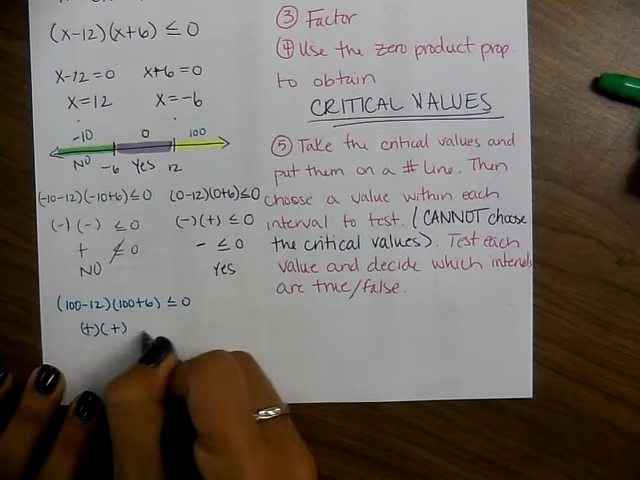 (x-12)(x+6) ≤ 0
x-12=0 x+6=0
x=12 x=-6
-10 0 100
NO -6 Yes 12
(-10-12)(-10+6)≤0 (0-12)(0+6)≤0
(-)(-) ≤0 (-)(+) ≤ 0
+ ≰ 0 - ≤ 0
NO Yes
(100-12)(100+6) ≤ 0
(+)(+)
③ Factor
④ Use the zero product prop.
to obtain
CRITICAL VALUES
⑤ Take the critical values and
put them on a # line. Then
choose a value within each
interval to test. (CANNOT choose
the critical values). Test each
value and decide which intervals
are true/false.